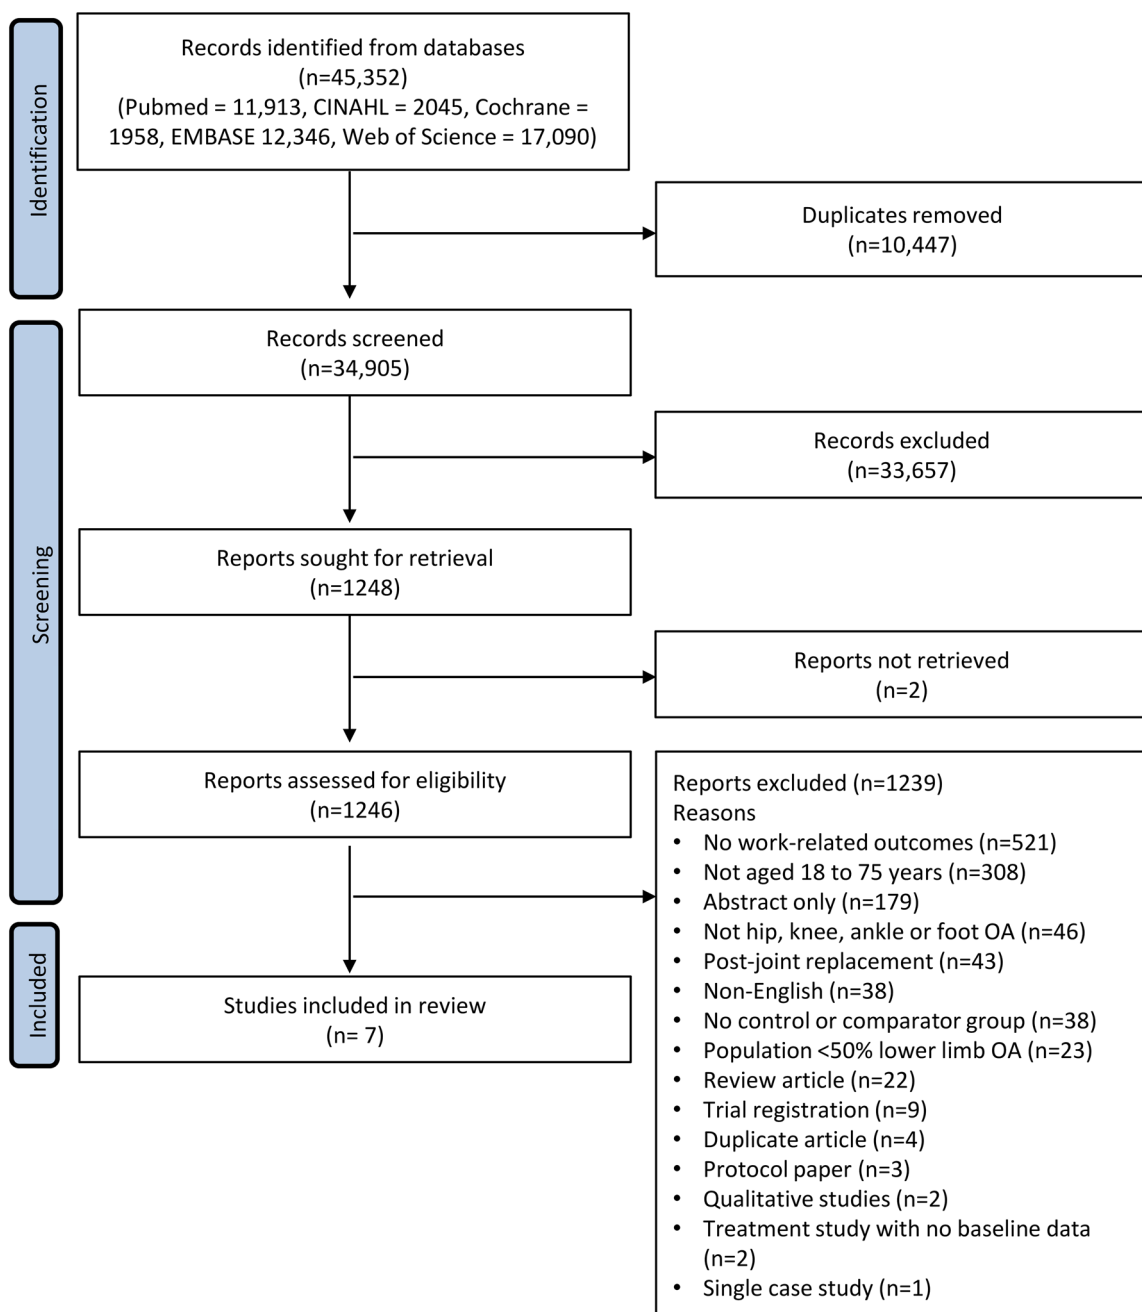 Identification
Records identified from databases
(n=45,352)
(Pubmed = 11,913, CINAHL = 2045, Cochrane =
1958, EMBASE 12,346, Web of Science = 17,090)
Duplicates removed
(n=10,447)
Screening
Records screened
(n=34,905)
Records excluded
(n=33,657)
Reports sought for retrieval
(n=1248)
Reports not retrieved
(n=2)
Reports assessed for eligibility
(n=1246)
Reports excluded (n=1239)
Reasons
• No work-related outcomes (n=521)
• Not aged 18 to 75 years (n=308)
• Abstract only (n=179)
• Not hip, knee, ankle or foot OA (n=46)
• Post-joint replacement (n=43)
• Non-English (n=38)
• No control or comparator group (n=38)
• Population <50% lower limb OA (n=23)
• Review article (n=22)
• Trial registration (n=9)
• Duplicate article (n=4)
• Protocol paper (n=3)
• Qualitative studies (n=2)
• Treatment study with no baseline data
(n=2)
• Single case study (n=1)
Included
Studies included in review
(n= 7)